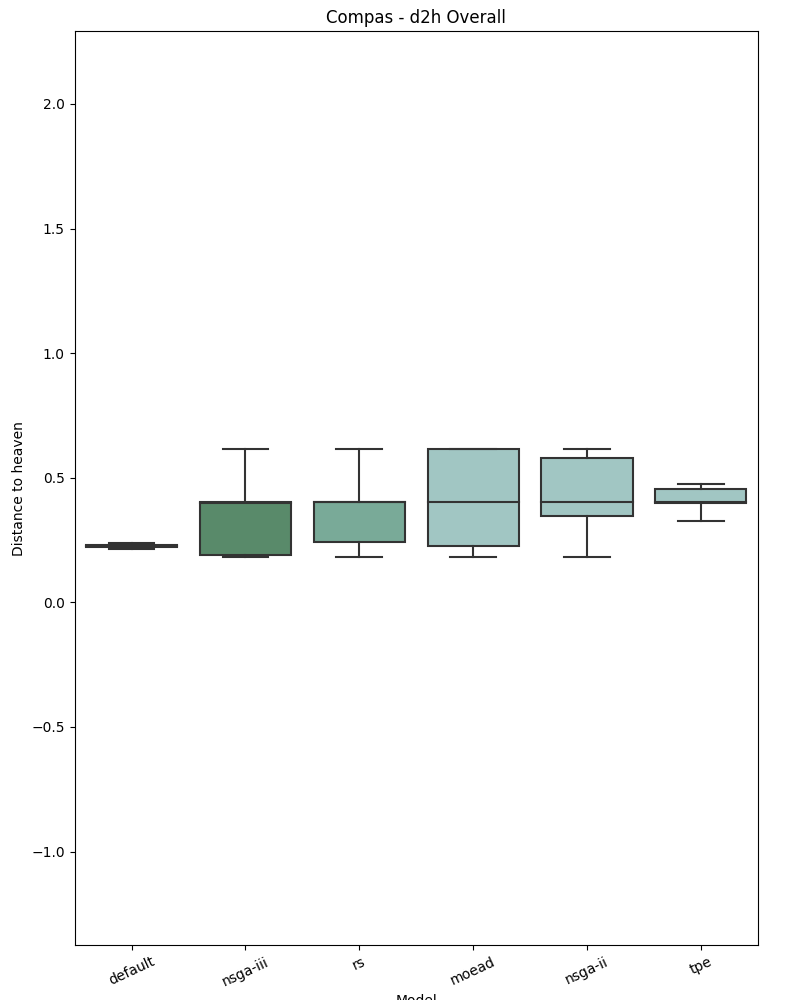 Compas - d2h Overall
Distance to heaven
2.0
1.5
1.0
0.5
0.0
−0.5
−1.0
default
nsga-iii
rs
moead
nsga-ii
tpe
Model